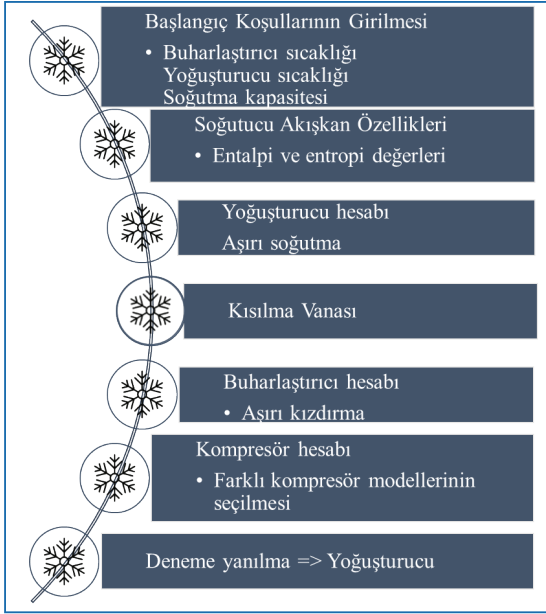 Başlangıç Koşullarının Girilmesi
• Buharlaştırıcı sıcaklığı
Yoğuşturucu sıcaklığı
Soğutma kapasitesi
Soğutucu Akışkan Özellikleri
• Entalpi ve entropi değerleri
Yoğuşturucu hesabı
Aşırı soğutma
Kısılma Vanası
Buharlaştırıcı hesabı
• Aşırı kızdırma
Kompresör hesabı
• Farklı kompresör modellerinin
seçilmesi
Deneme yanılma => Yoğuşturucu